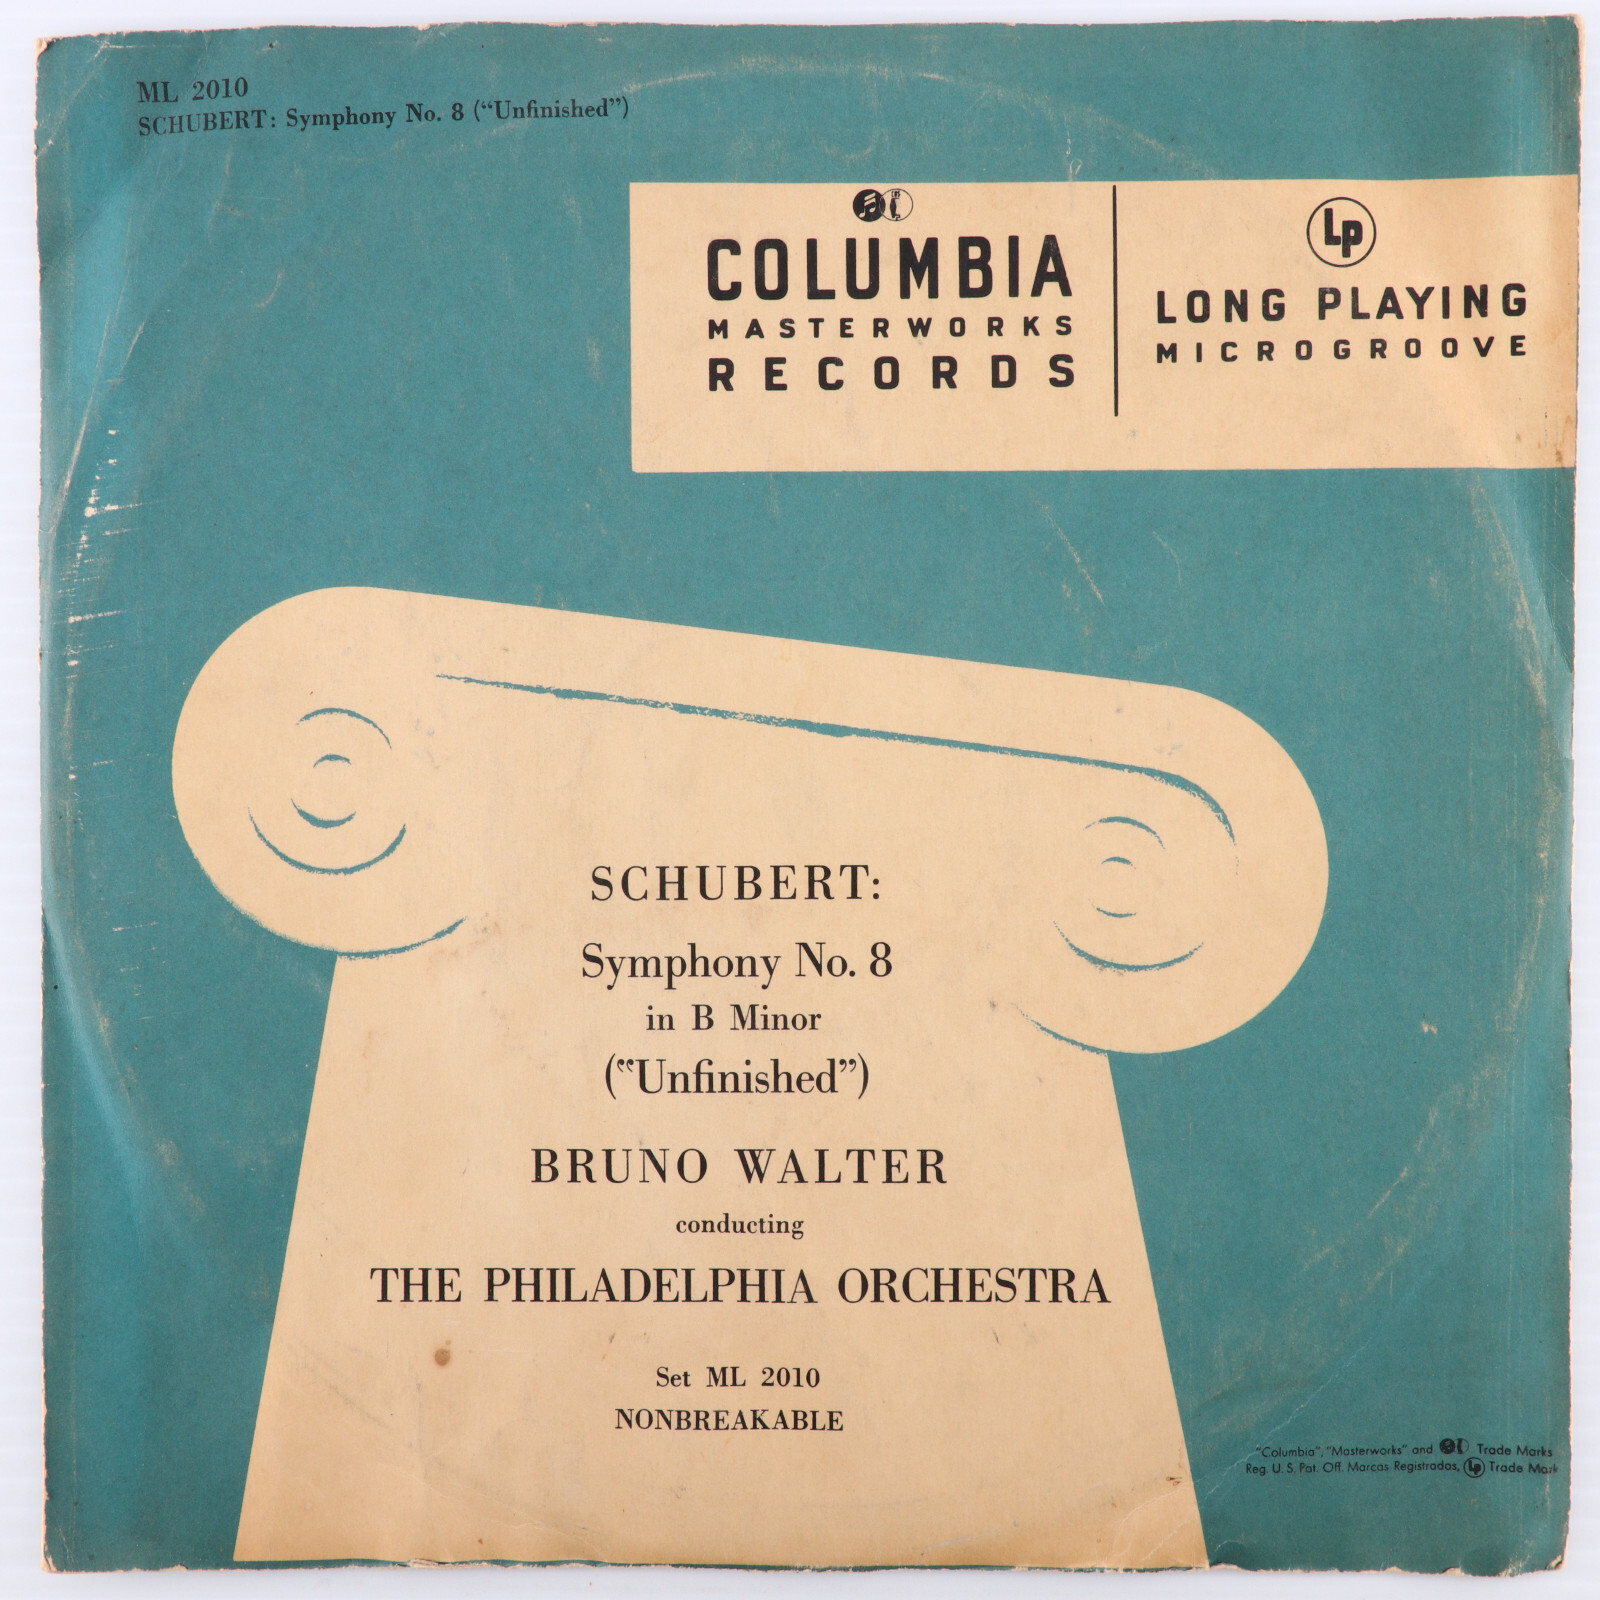 ML 2010
SCHUBERT: Symphony No. 8 (“Unfinished”)
COLUMBIA
MASTERWORKS
RECORDS
Lp
LONG PLAYING
MICROGROOVE
SCHUBERT:
Symphony No. 8
in B Minor
(“Unfinished”)
BRUNO WALTER
conducting
THE PHILADELPHIA ORCHESTRA
Set ML 2010
NONBREAKABLE
"Columbia", "Masterworks" and Trade Marks
Reg. U. S. Pat. Off. Marcas Registradas, Lp Trade Mark